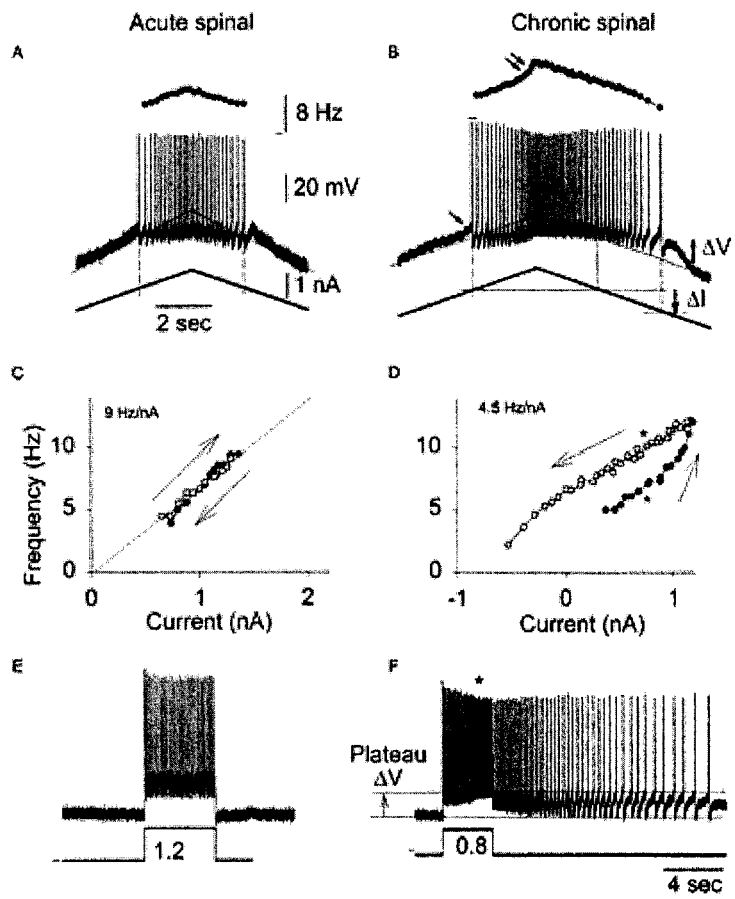 Acute spinal
Chronic spinal
A
B
8 Hz
20 mV
ΔV
1 nA
ΔI
2 sec
C
D
9 Hz/nA
4.5 Hz/nA
Frequency (Hz)
10
5
0
10
5
0
0
1
2
-1
0
1
Current (nA)
Current (nA)
E
F
Plateau
ΔV
1.2
0.8
4 sec